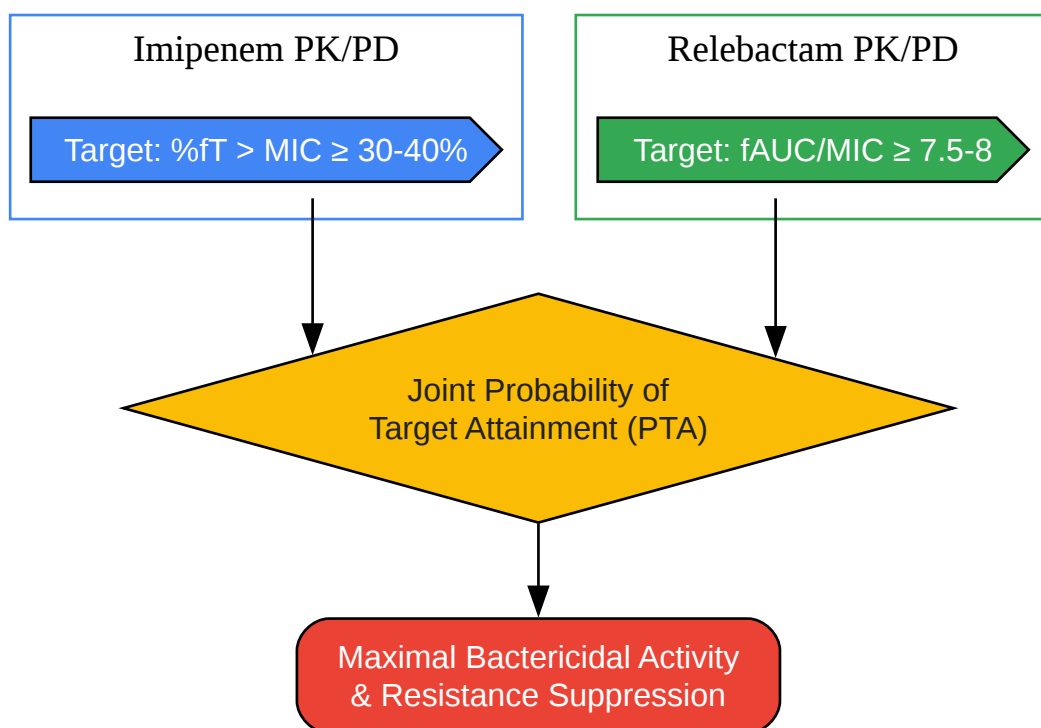 Imipenem PK/PD
Relebactam PK/PD
Target: %fT > MIC ≥ 30-40%
Target: fAUC/MIC ≥ 7.5-8
Joint Probability of
Target Attainment (PTA)
Maximal Bactericidal Activity
& Resistance Suppression